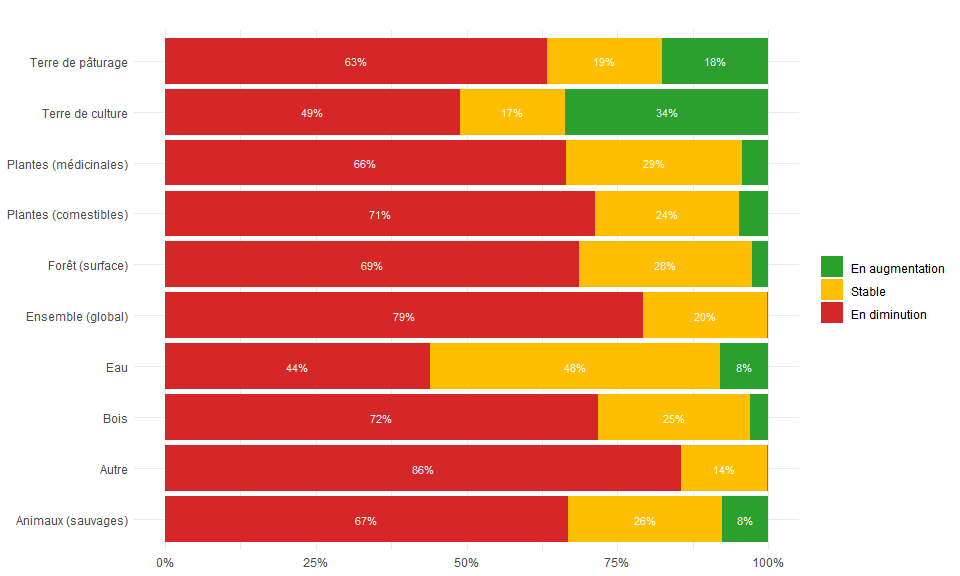 Terre de pâturage 63% 19% 18%
Terre de culture 49% 17% 34%
Plantes (médicinales) 66% 29%
Plantes (comestibles) 71% 24%
Forêt (surface) 69% 28%
Ensemble (global) 79% 20%
Eau 44% 48% 8%
Bois 72% 25%
Autre 86% 14%
Animaux (sauvages) 67% 26% 8%
0% 25% 50% 75% 100%
En augmentation
Stable
En diminution